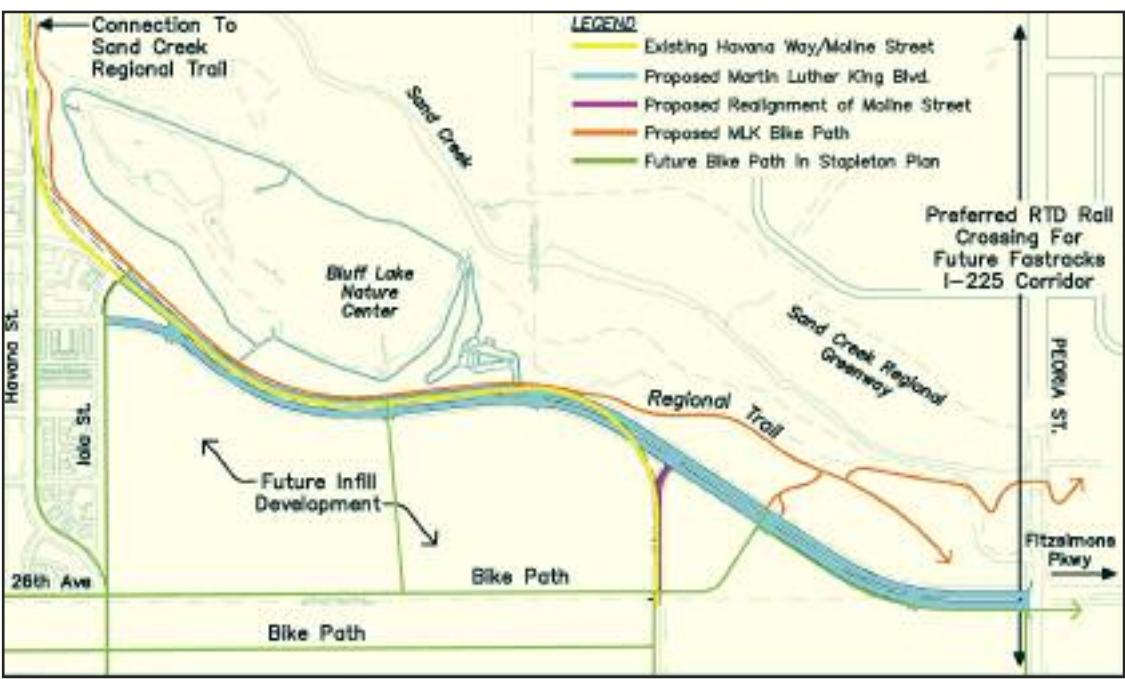 Connection To
Sand Creek
Regional Trail
LEGEND
Existing Havana Way/Moline Street
Proposed Martin Luther King Blvd.
Proposed Realignment of Moline Street
Proposed MLK Bike Path
Future Bike Path In Stapleton Plan
Sand Creek
Preferred RTD Rail
Crossing For
Future Fastracks
I-225 Corridor
Bluff Lake
Nature
Center
Sand Creek Regional
Greenway
Havana St.
PEORIA ST.
Regional Trail
Iola St.
Future Infill
Development
Fitzsimons
Pkwy
26th Ave
Bike Path
Bike Path